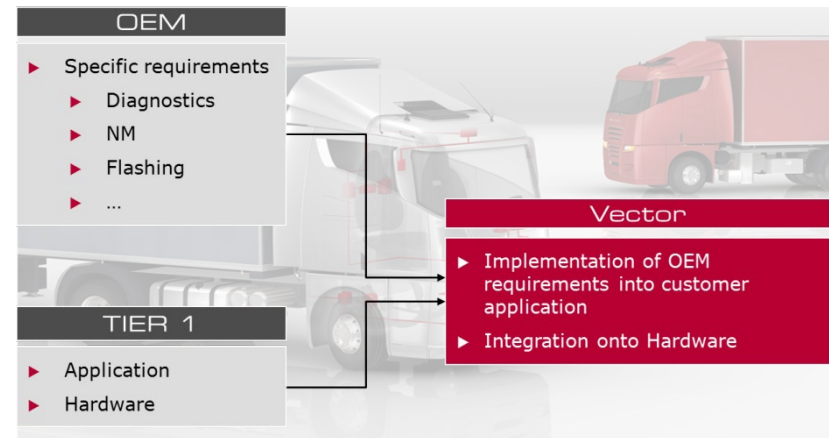 OEM
Specific requirements
Diagnostics
NM
Flashing
...
TIER 1
Application
Hardware
Vector
Implementation of OEM
requirements into customer
application
Integration onto Hardware